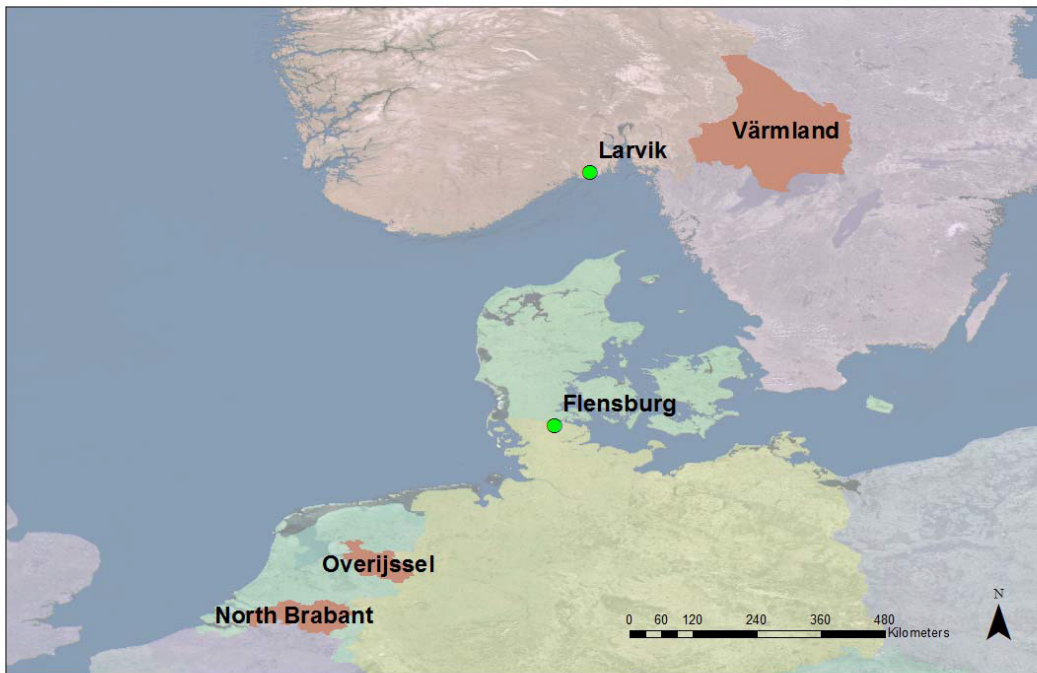 Värmland
Larvik
Flensburg
Overijssel
North Brabant
N
0 60 120 240 360 480
Kilometers